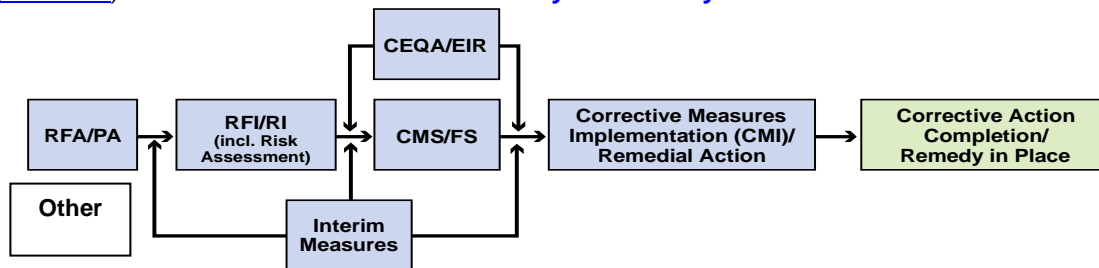 CEQA/EIR
RFA/PA
RFI/RI
(incl. Risk
Assessment)
CMS/FS
Corrective Measures
Implementation (CMI)/
Remedial Action
Corrective Action
Completion/
Remedy in Place
Other
Interim
Measures